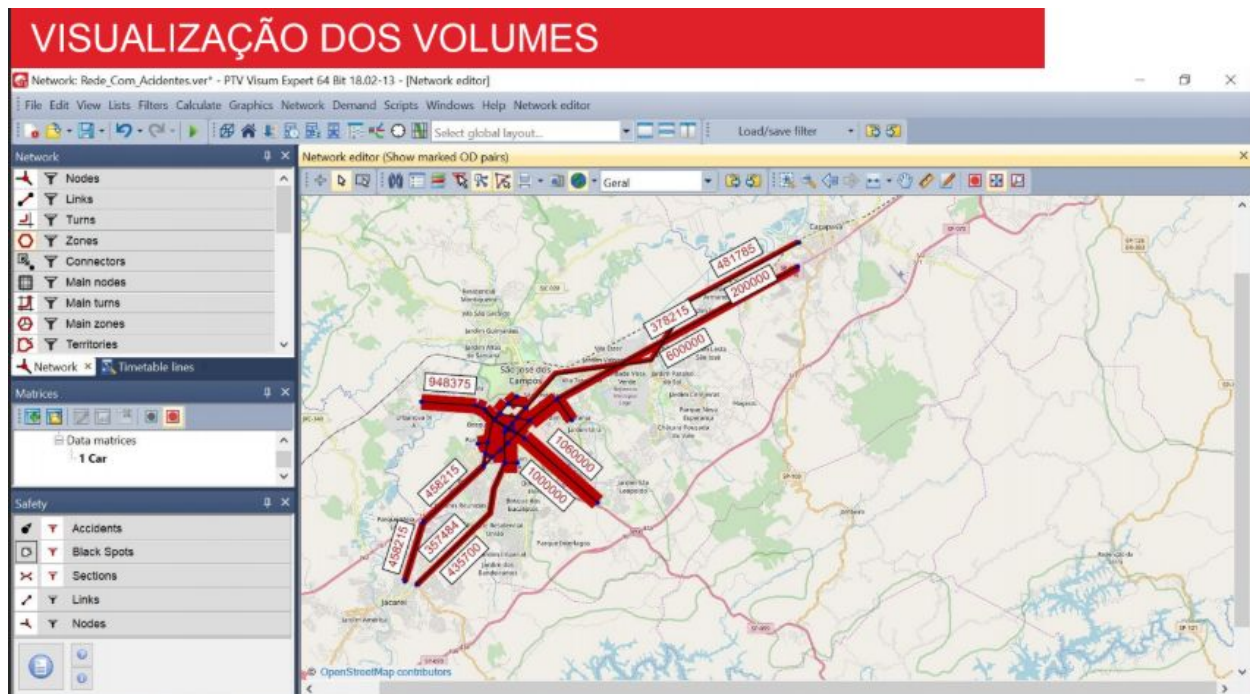 VISUALIZAÇÃO DOS VOLUMES
Network: Rede_Com_Acidentes.ver* - PTV Visum Expert 64 Bit 18.02-13 - [Network editor]
File Edit View Lists Filters Calculate Graphics Network Demand Scripts Windows Help Network editor
Select global layout...
Load/save filter
Network
Network editor (Show marked OD pairs)
Geral
Nodes
Links
Turns
Zones
Connectors
Main nodes
Main turns
Main zones
Territories
Network
Timetable lines
Matrices
Data matrices
1 Car
Safety
Accidents
Black Spots
Sections
Links
Nodes
Caçapava
481785
200000
378215
600000
São José dos
Campos
948375
1060000
1000000
458215
458215
357484
435700
Jacareí
© OpenStreetMap contributors